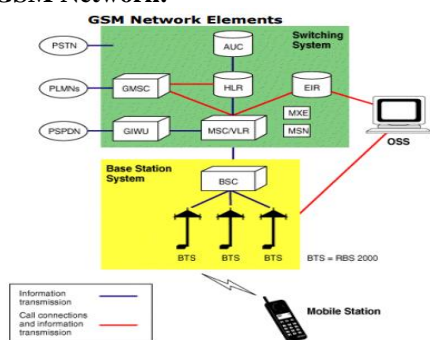 GSM Network.
GSM Network Elements
Switching
System
PSTN
AUC
PLMNs
GMSC
HLR
EIR
MXE
PSPDN
GIWU
MSC/VLR
MSN
OSS
Base Station
System
BSC
BTS
BTS
BTS
BTS = RBS 2000
Information
transmission
Call connections
and information
transmission
Mobile Station